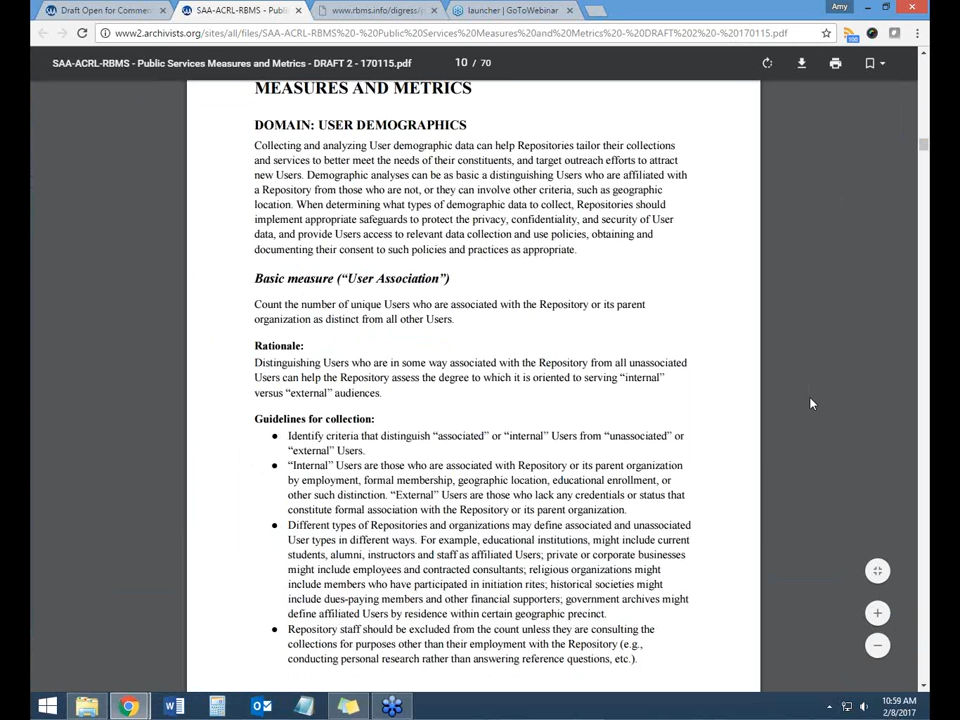 Draft Open for Commen
SAA-ACRL-RBMS - Publi
www.rbms.info/digress/p
launcher | GoToWebinar
Amy
www2.archivists.org/sites/all/files/SAA-ACRL-RBMS%20-%20Public%20Services%20Measures%20and%20Metrics%20-%20DRAFT%202%20-%20170115.pdf
SAA-ACRL-RBMS - Public Services Measures and Metrics - DRAFT 2 - 170115.pdf
10 / 70
MEASURES AND METRICS
DOMAIN: USER DEMOGRAPHICS
Collecting and analyzing User demographic data can help Repositories tailor their collections
and services to better meet the needs of their constituents, and target outreach efforts to attract
new Users. Demographic analyses can be as basic a distinguishing Users who are affiliated with
a Repository from those who are not, or they can involve other criteria, such as geographic
location. When determining what types of demographic data to collect, Repositories should
implement appropriate safeguards to protect the privacy, confidentiality, and security of User
data, and provide Users access to relevant data collection and use policies, obtaining and
documenting their consent to such policies and practices as appropriate.
Basic measure (“User Association”)
Count the number of unique Users who are associated with the Repository or its parent
organization as distinct from all other Users.
Rationale:
Distinguishing Users who are in some way associated with the Repository from all unassociated
Users can help the Repository assess the degree to which it is oriented to serving “internal”
versus “external” audiences.
Guidelines for collection:
● Identify criteria that distinguish “associated” or “internal” Users from “unassociated” or
“external” Users.
● “Internal” Users are those who are associated with Repository or its parent organization
by employment, formal membership, geographic location, educational enrollment, or
other such distinction. “External” Users are those who lack any credentials or status that
constitute formal association with the Repository or its parent organization.
● Different types of Repositories and organizations may define associated and unassociated
User types in different ways. For example, educational institutions, might include current
students, alumni, instructors and staff as affiliated Users; private or corporate businesses
might include employees and contracted consultants; religious organizations might
include members who have participated in initiation rites; historical societies might
include dues-paying members and other financial supporters; government archives might
define affiliated Users by residence within certain geographic precinct.
● Repository staff should be excluded from the count unless they are consulting the
collections for purposes other than their employment with the Repository (e.g.,
conducting personal research rather than answering reference questions, etc.).
10:59 AM
2/8/2017